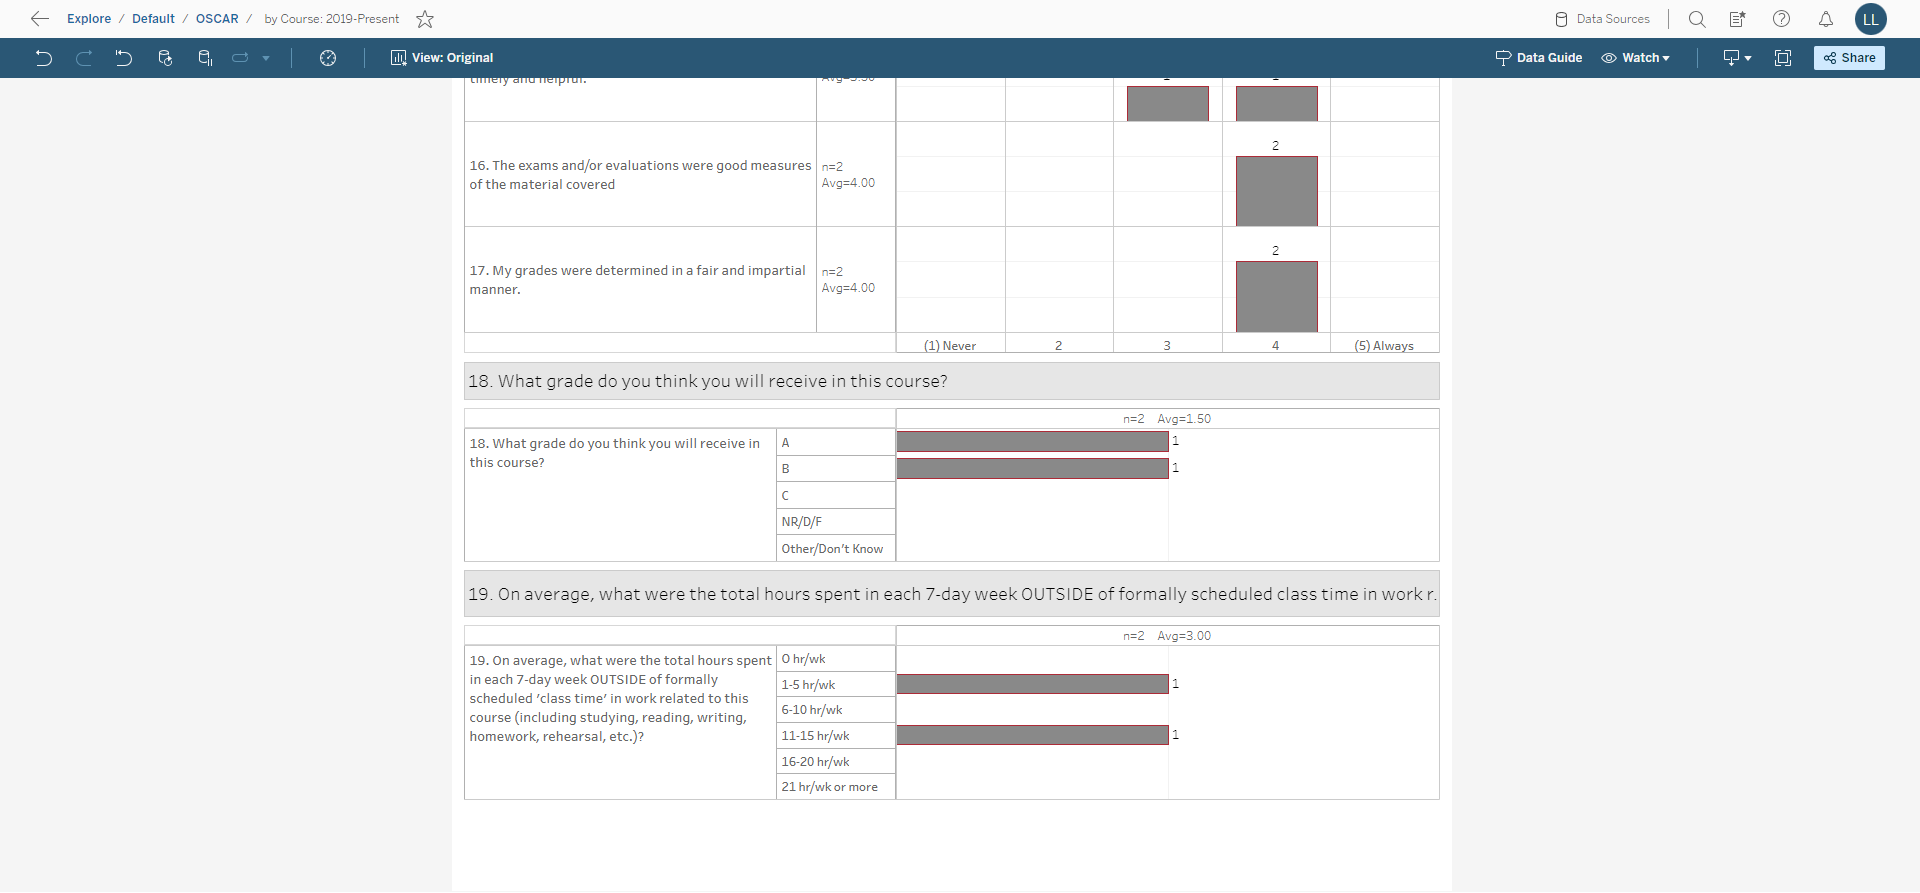 Explore / Default / OSCAR / by Course: 2019-Present
Data Sources
LL
View: Original
Data Guide
Watch
Share
timely and helpful.
Avg=3.50
1
1
16. The exams and/or evaluations were good measures
of the material covered
n=2
Avg=4.00
2
17. My grades were determined in a fair and impartial
manner.
n=2
Avg=4.00
2
(1) Never
2
3
4
(5) Always
18. What grade do you think you will receive in this course?
n=2 Avg=1.50
18. What grade do you think you will receive in
this course?
A
1
B
1
C
NR/D/F
Other/Don't Know
19. On average, what were the total hours spent in each 7-day week OUTSIDE of formally scheduled class time in work r.
n=2 Avg=3.00
19. On average, what were the total hours spent
in each 7-day week OUTSIDE of formally
scheduled 'class time' in work related to this
course (including studying, reading, writing,
homework, rehearsal, etc.)?
0 hr/wk
1-5 hr/wk
1
6-10 hr/wk
11-15 hr/wk
1
16-20 hr/wk
21 hr/wk or more